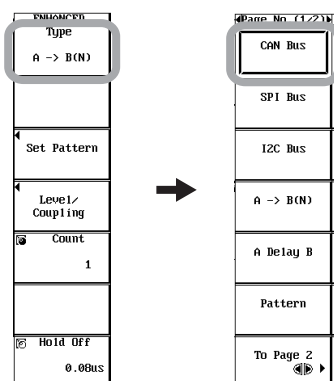 ENHANCED
Type
A -> B(N)
Set Pattern
Level/
Coupling
Count
1
Hold Off
0.08us
Page No (1/2)
CAN Bus
SPI Bus
I2C Bus
A -> B(N)
A Delay B
Pattern
To Page 2